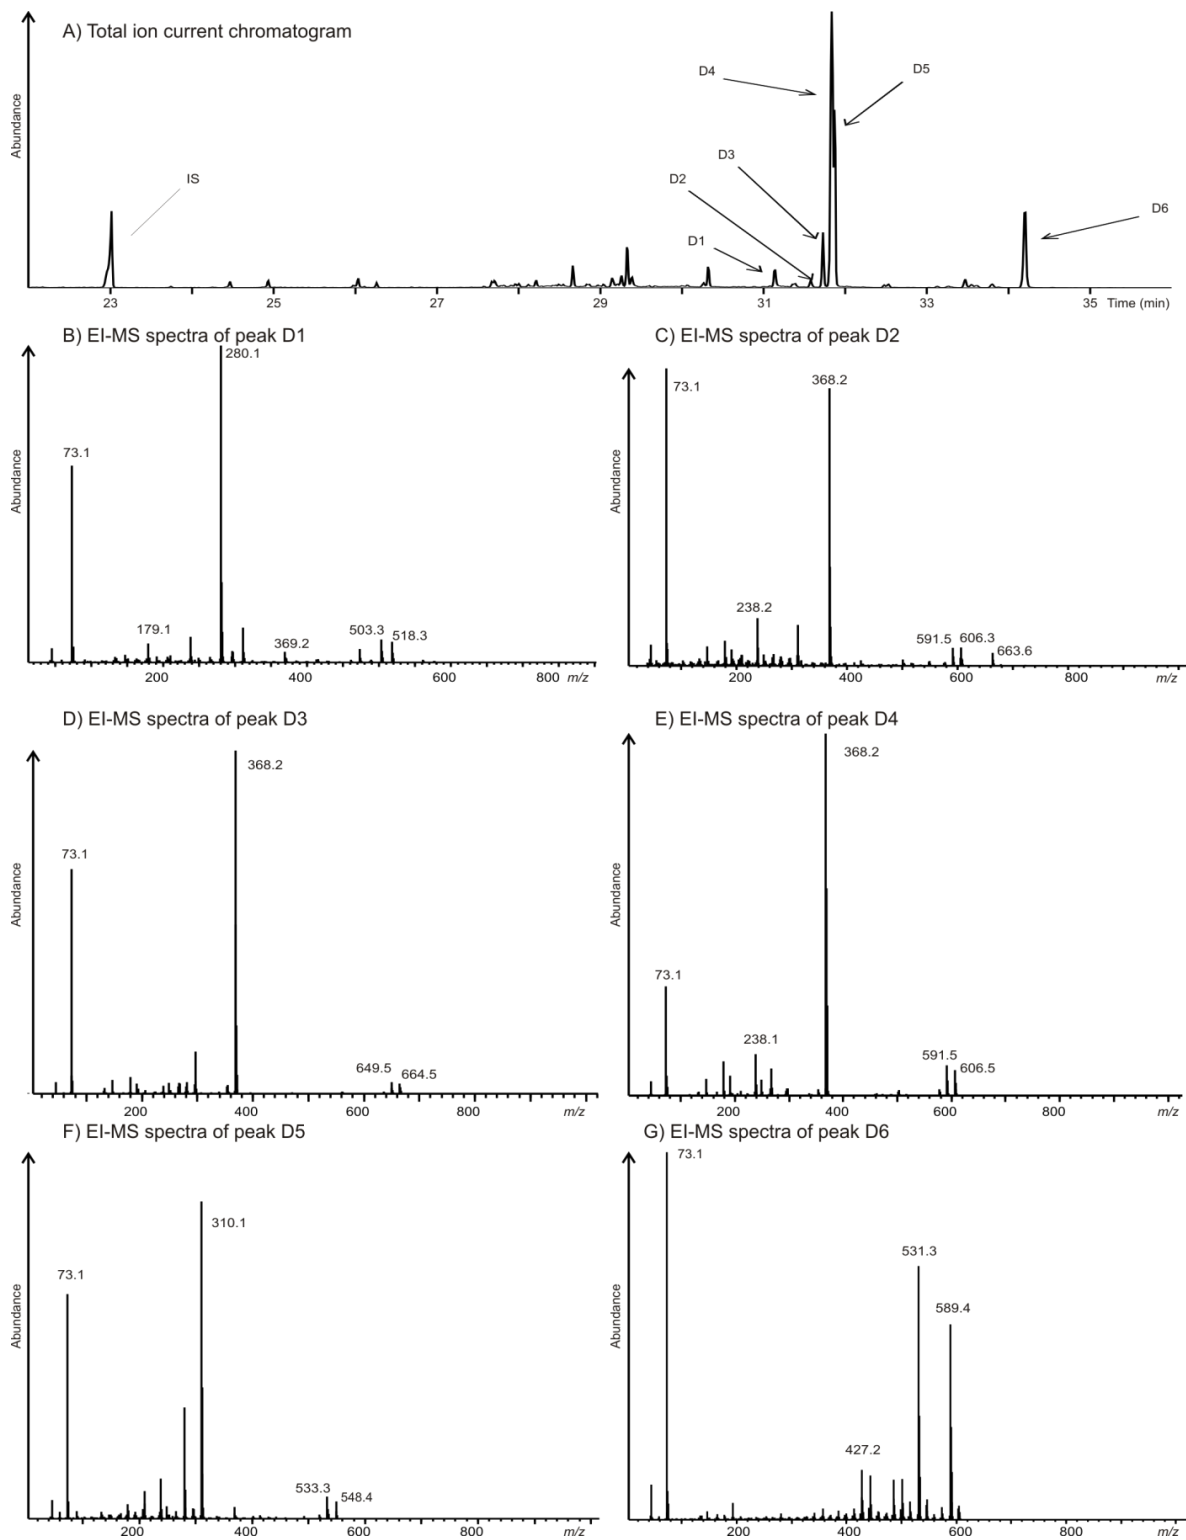 A) Total ion current chromatogram
Abundance
IS
D1
D2
D3
D4
D5
D6
23 25 27 29 31 33 35 Time (min)
B) EI-MS spectra of peak D1
Abundance
280.1
73.1
179.1
369.2
503.3
518.3
200 400 600 800 m/z
C) EI-MS spectra of peak D2
Abundance
73.1
368.2
238.2
591.5
606.3
663.6
200 400 600 800 m/z
D) EI-MS spectra of peak D3
Abundance
368.2
73.1
649.5
664.5
200 400 600 800 m/z
E) EI-MS spectra of peak D4
Abundance
368.2
73.1
238.1
591.5
606.5
200 400 600 800 m/z
F) EI-MS spectra of peak D5
Abundance
310.1
73.1
533.3
548.4
200 400 600 800 m/z
G) EI-MS spectra of peak D6
Abundance
73.1
531.3
589.4
427.2
200 400 600 800 m/z